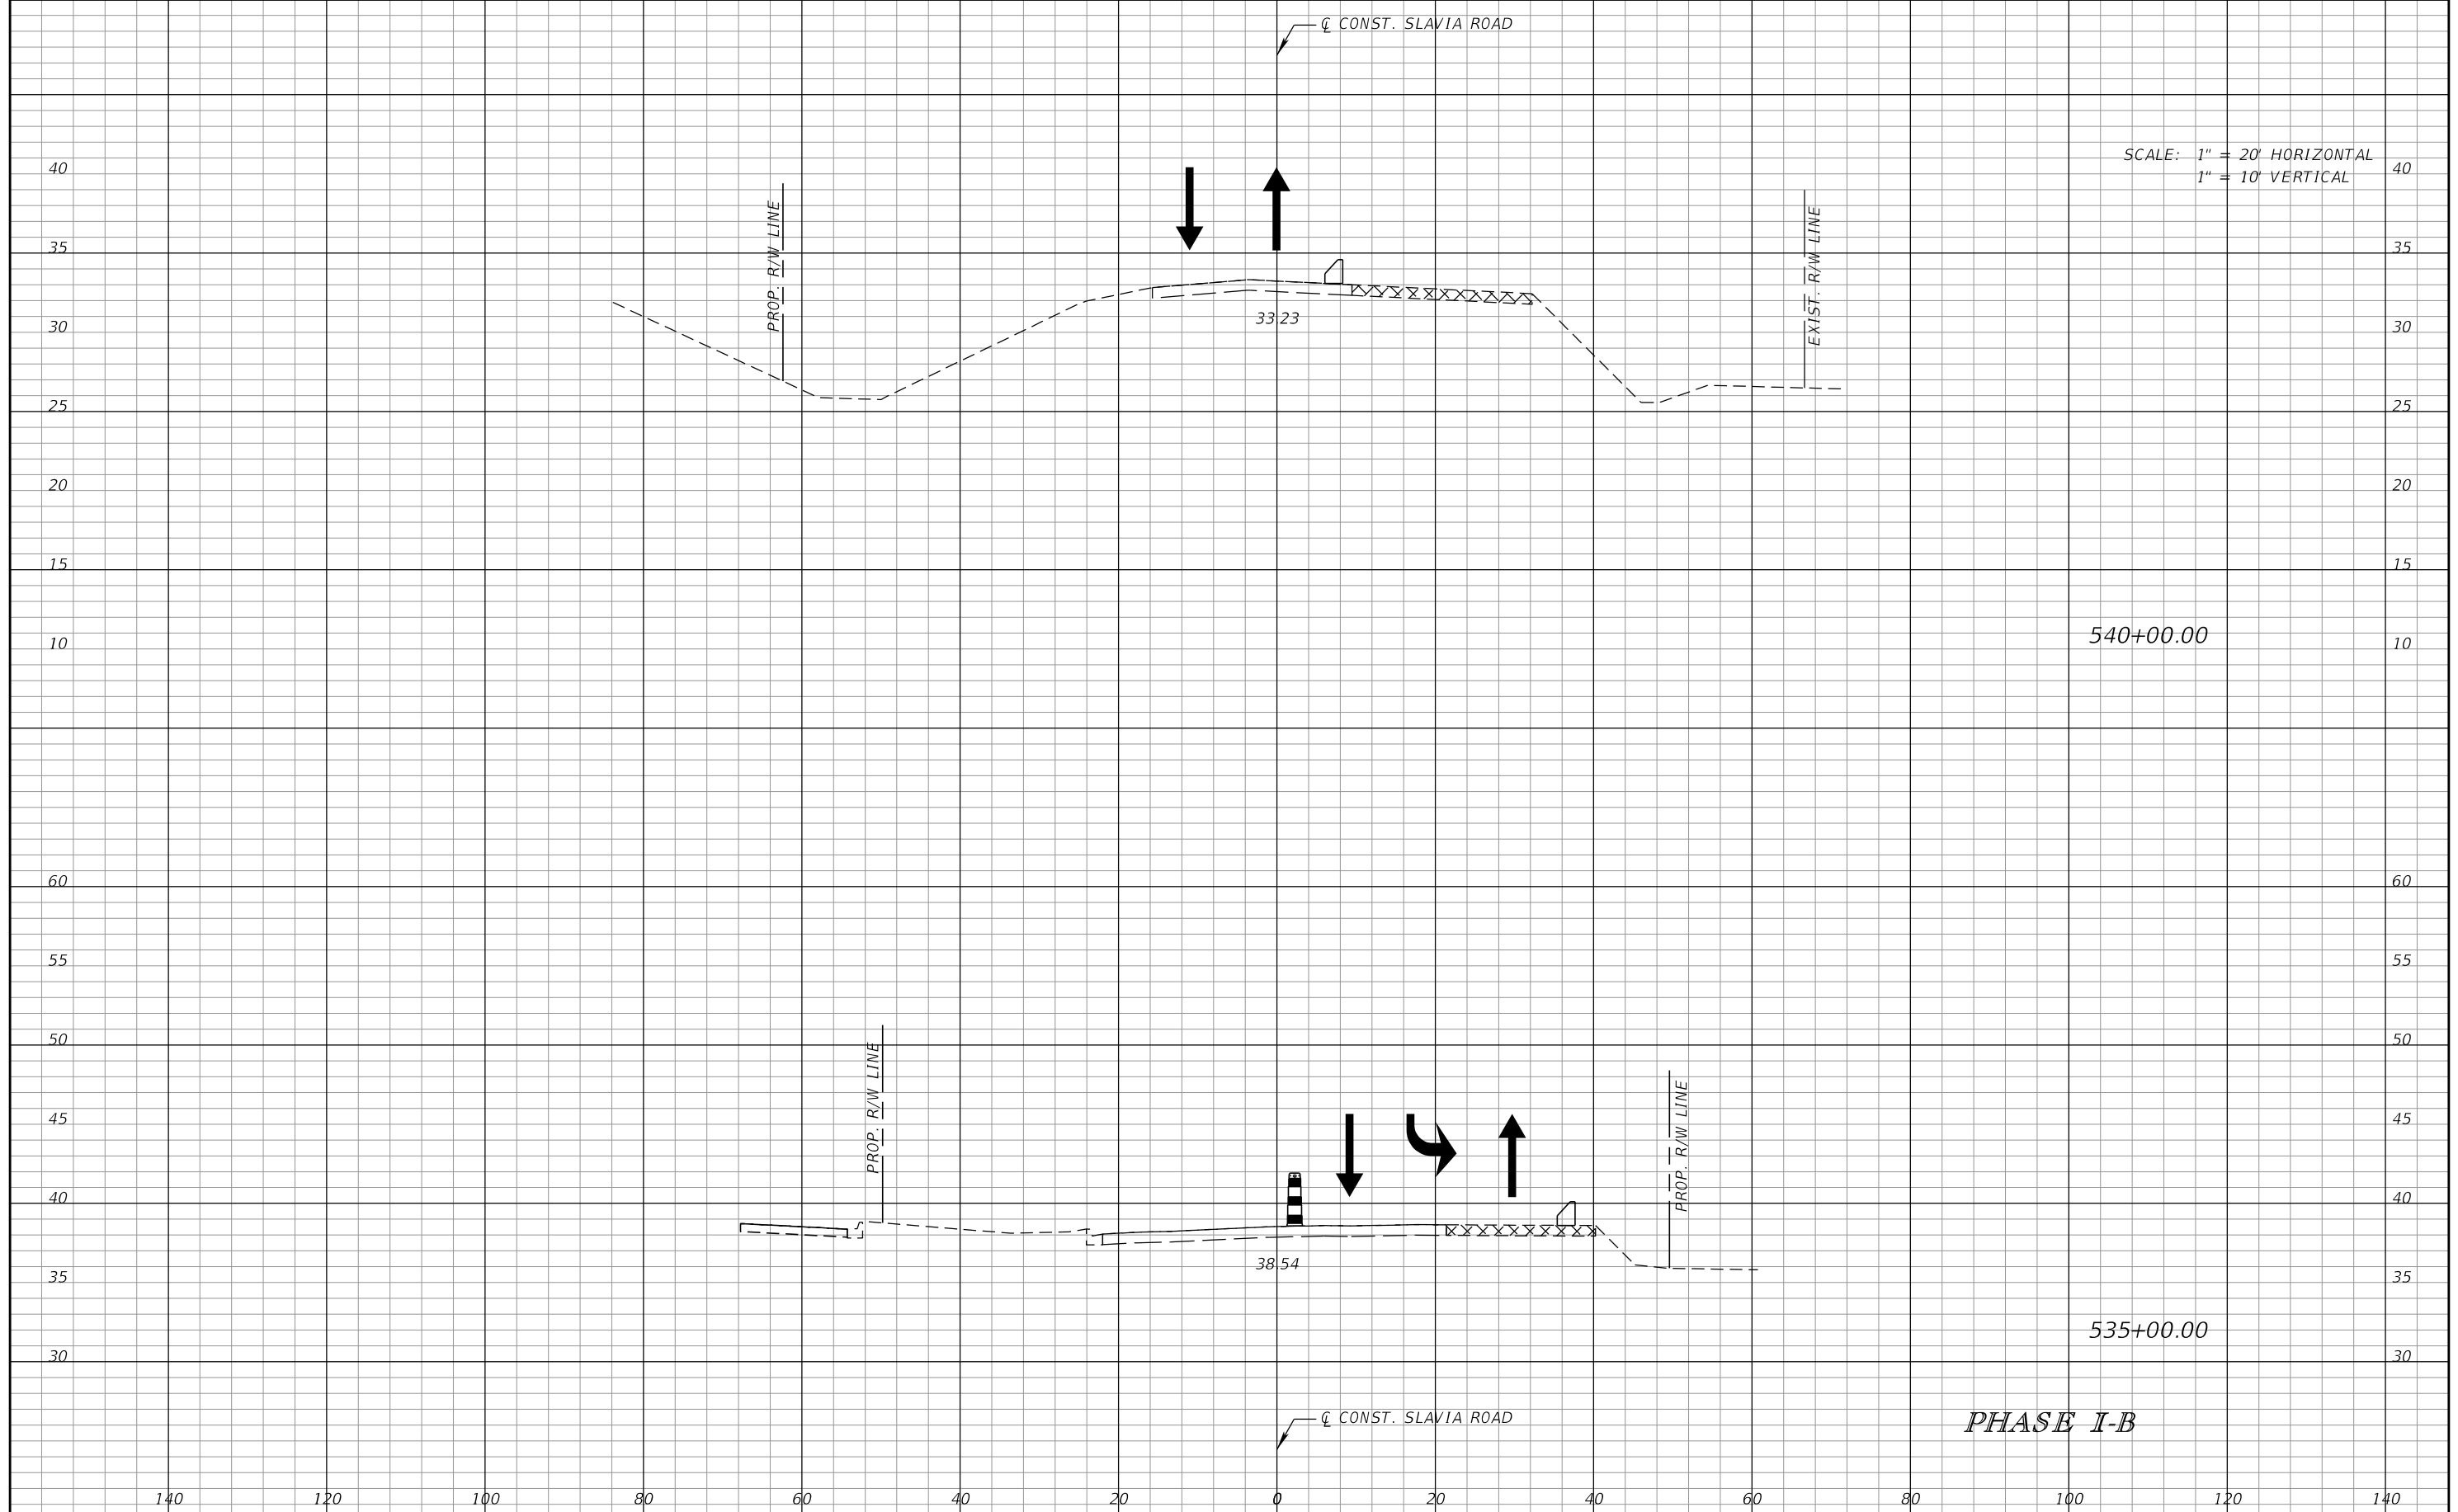 ℄ CONST. SLAVIA ROAD
SCALE: 1" = 20' HORIZONTAL
1" = 10' VERTICAL
40 40
PROP. R/W LINE
EXIST. R/W LINE
35 35
33.23
30 30
25 25
20 20
15 15
540+00.00
10 10
60 60
55 55
50 50
PROP. R/W LINE
PROP. R/W LINE
45 45
40 40
38.54
35 35
535+00.00
30 30
℄ CONST. SLAVIA ROAD
PHASE I-B
140 120 100 80 60 40 20 0 20 40 60 80 100 120 140